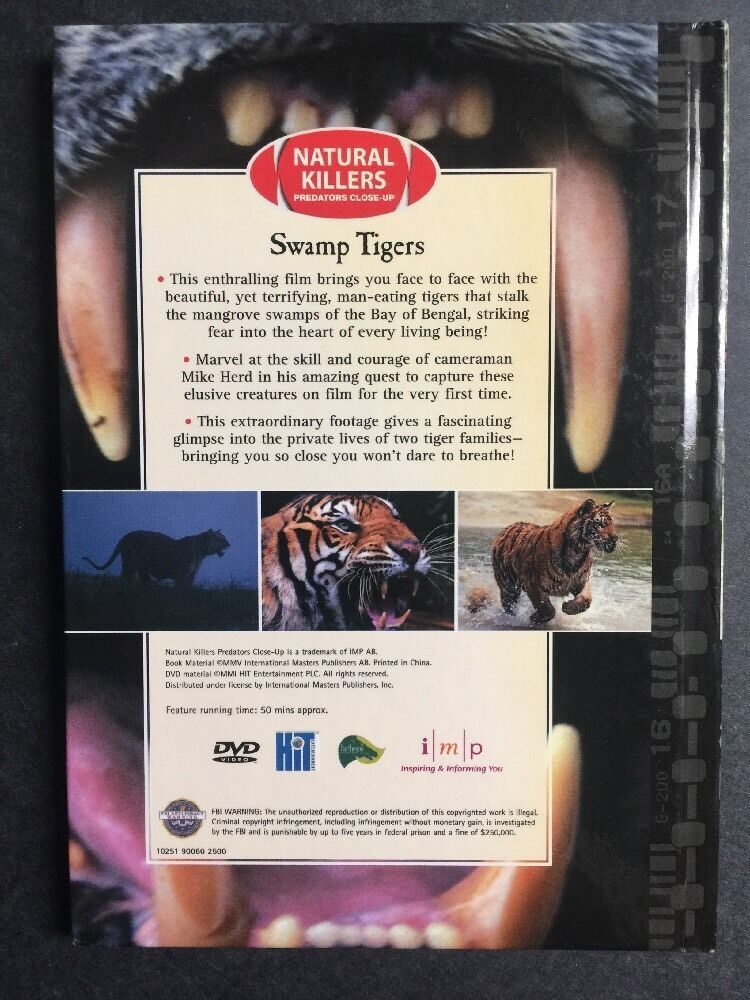 NATURAL
KILLERS
PREDATORS CLOSE-UP
Swamp Tigers
• This enthralling film brings you face to face with the
beautiful, yet terrifying, man-eating tigers that stalk
the mangrove swamps of the Bay of Bengal, striking
fear into the heart of every living being!
• Marvel at the skill and courage of cameraman
Mike Herd in his amazing quest to capture these
elusive creatures on film for the very first time.
• This extraordinary footage gives a fascinating
glimpse into the private lives of two tiger families—
bringing you so close you won't dare to breathe!
Natural Killers Predators Close-Up is a trademark of IMP AB.
Book Material ©MMV International Masters Publishers AB. Printed in China.
DVD material ©MMI HIT Entertainment PLC. All rights reserved.
Distributed under license by International Masters Publishers, Inc.
Feature running time: 50 mins approx.
DVD
VIDEO
HiT
ENTERTAINMENT
i|m|p
Inspiring & Informing You
FBI WARNING: The unauthorized reproduction or distribution of this copyrighted work is illegal.
Criminal copyright infringement, including infringement without monetary gain, is investigated
by the FBI and is punishable by up to five years in federal prison and a fine of $250,000.
10251 90060 2500
G-200 17
16A
G-200 16